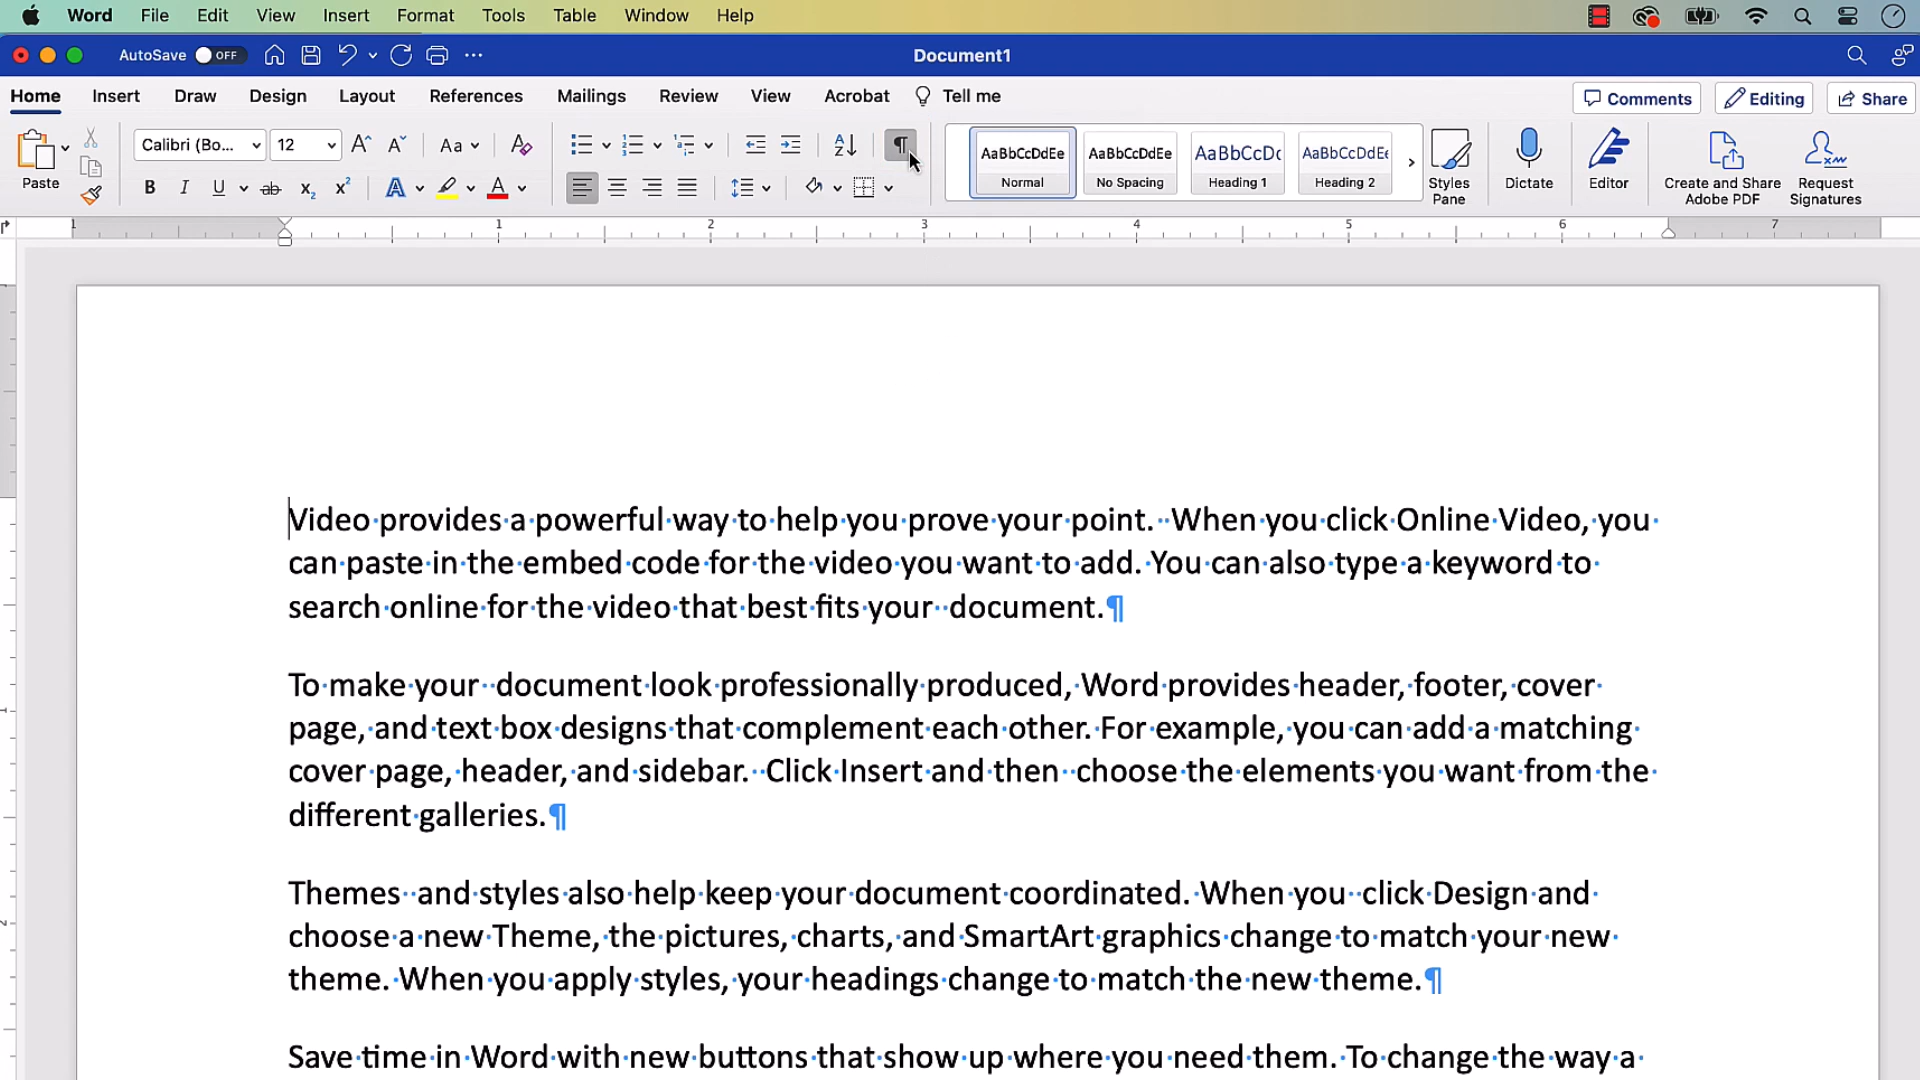 Word File Edit View Insert Format Tools Table Window Help
AutoSave OFF Document1
Home Insert Draw Design Layout References Mailings Review View Acrobat Tell me Comments Editing Share
Paste Calibri (Bo... 12 Aa
B I U ab x₂ x² A A
AaBbCcDdEe AaBbCcDdEe AaBbCcDc AaBbCcDdEe
Normal No Spacing Heading 1 Heading 2
Styles Pane Dictate Editor Create and Share Adobe PDF Request Signatures
1 1 2 3 4 5 6 7
Video·provides·a·powerful·way·to·help·you·prove·your·point.··When·you·click·Online·Video,·you·
can·paste·in·the·embed·code·for·the·video·you·want·to·add.·You·can·also·type·a·keyword·to·
search·online·for·the·video·that·best·fits·your··document.¶
To·make·your··document·look·professionally·produced,·Word·provides·header,·footer,·cover·
page,·and·text·box·designs·that·complement·each·other.·For·example,·you·can·add·a·matching·
cover·page,·header,·and·sidebar.··Click·Insert·and·then··choose·the·elements·you·want·from·the·
different·galleries.¶
Themes··and·styles·also·help·keep·your·document·coordinated.·When·you··click·Design·and·
choose·a·new·Theme,·the·pictures,·charts,·and·SmartArt·graphics·change·to·match·your·new·
theme.·When·you·apply·styles,·your·headings·change·to·match·the·new·theme.¶
Save·time·in·Word·with·new·buttons·that·show·up·where·you·need·them.·To·change·the·way·a·